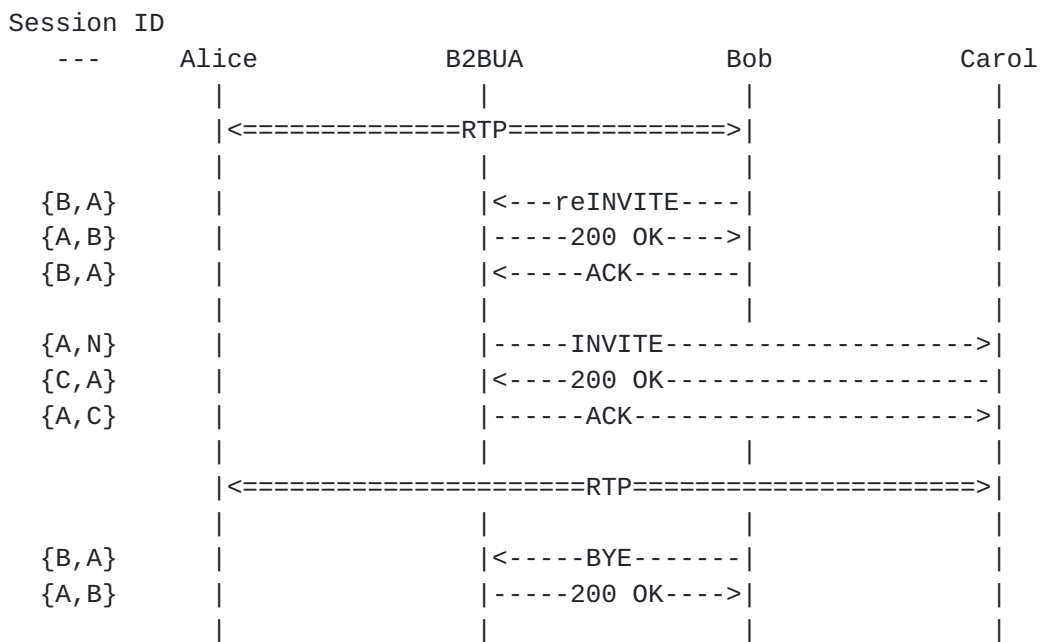 Session ID
   ---     Alice            B2BUA             Bob            Carol
             |                |                |               |
             |<==============RTP==============>|               |
             |                |                |               |
  {B,A}      |                |<---reINVITE----|               |
  {A,B}      |                |-----200 OK---->|               |
  {B,A}      |                |<-----ACK-------|               |
             |                |                |               |
  {A,N}      |                |-----INVITE-------------------->|
  {C,A}      |                |<----200 OK---------------------|
  {A,C}      |                |------ACK---------------------->|
             |                |                |               |
             |<======================RTP======================>|
             |                |                |               |
  {B,A}      |                |<-----BYE-------|               |
  {A,B}      |                |-----200 OK---->|               |
             |                |                |               |